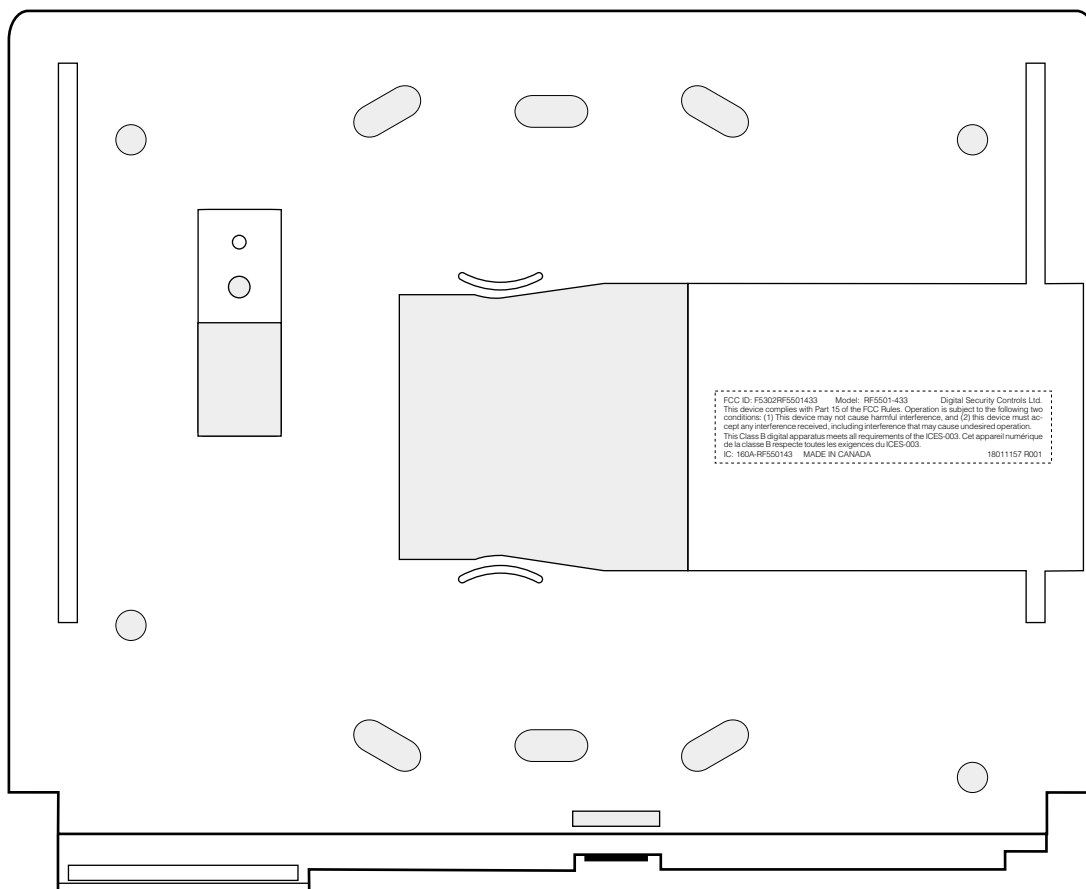 FCC ID: F5302RF5501433 Model: RF5501-433 Digital Security Controls Ltd.
This device complies with Part 15 of the FCC Rules. Operation is subject to the following two
conditions: (1) This device may not cause harmful interference, and (2) this device must ac-
cept any interference received, including interference that may cause undesired operation.
This Class B digital apparatus meets all requirements of the ICES-003. Cet appareil numérique
de la classe B respecte toutes les exigences du ICES-003.
IC: 160A-RF550143 MADE IN CANADA 18011157 R001